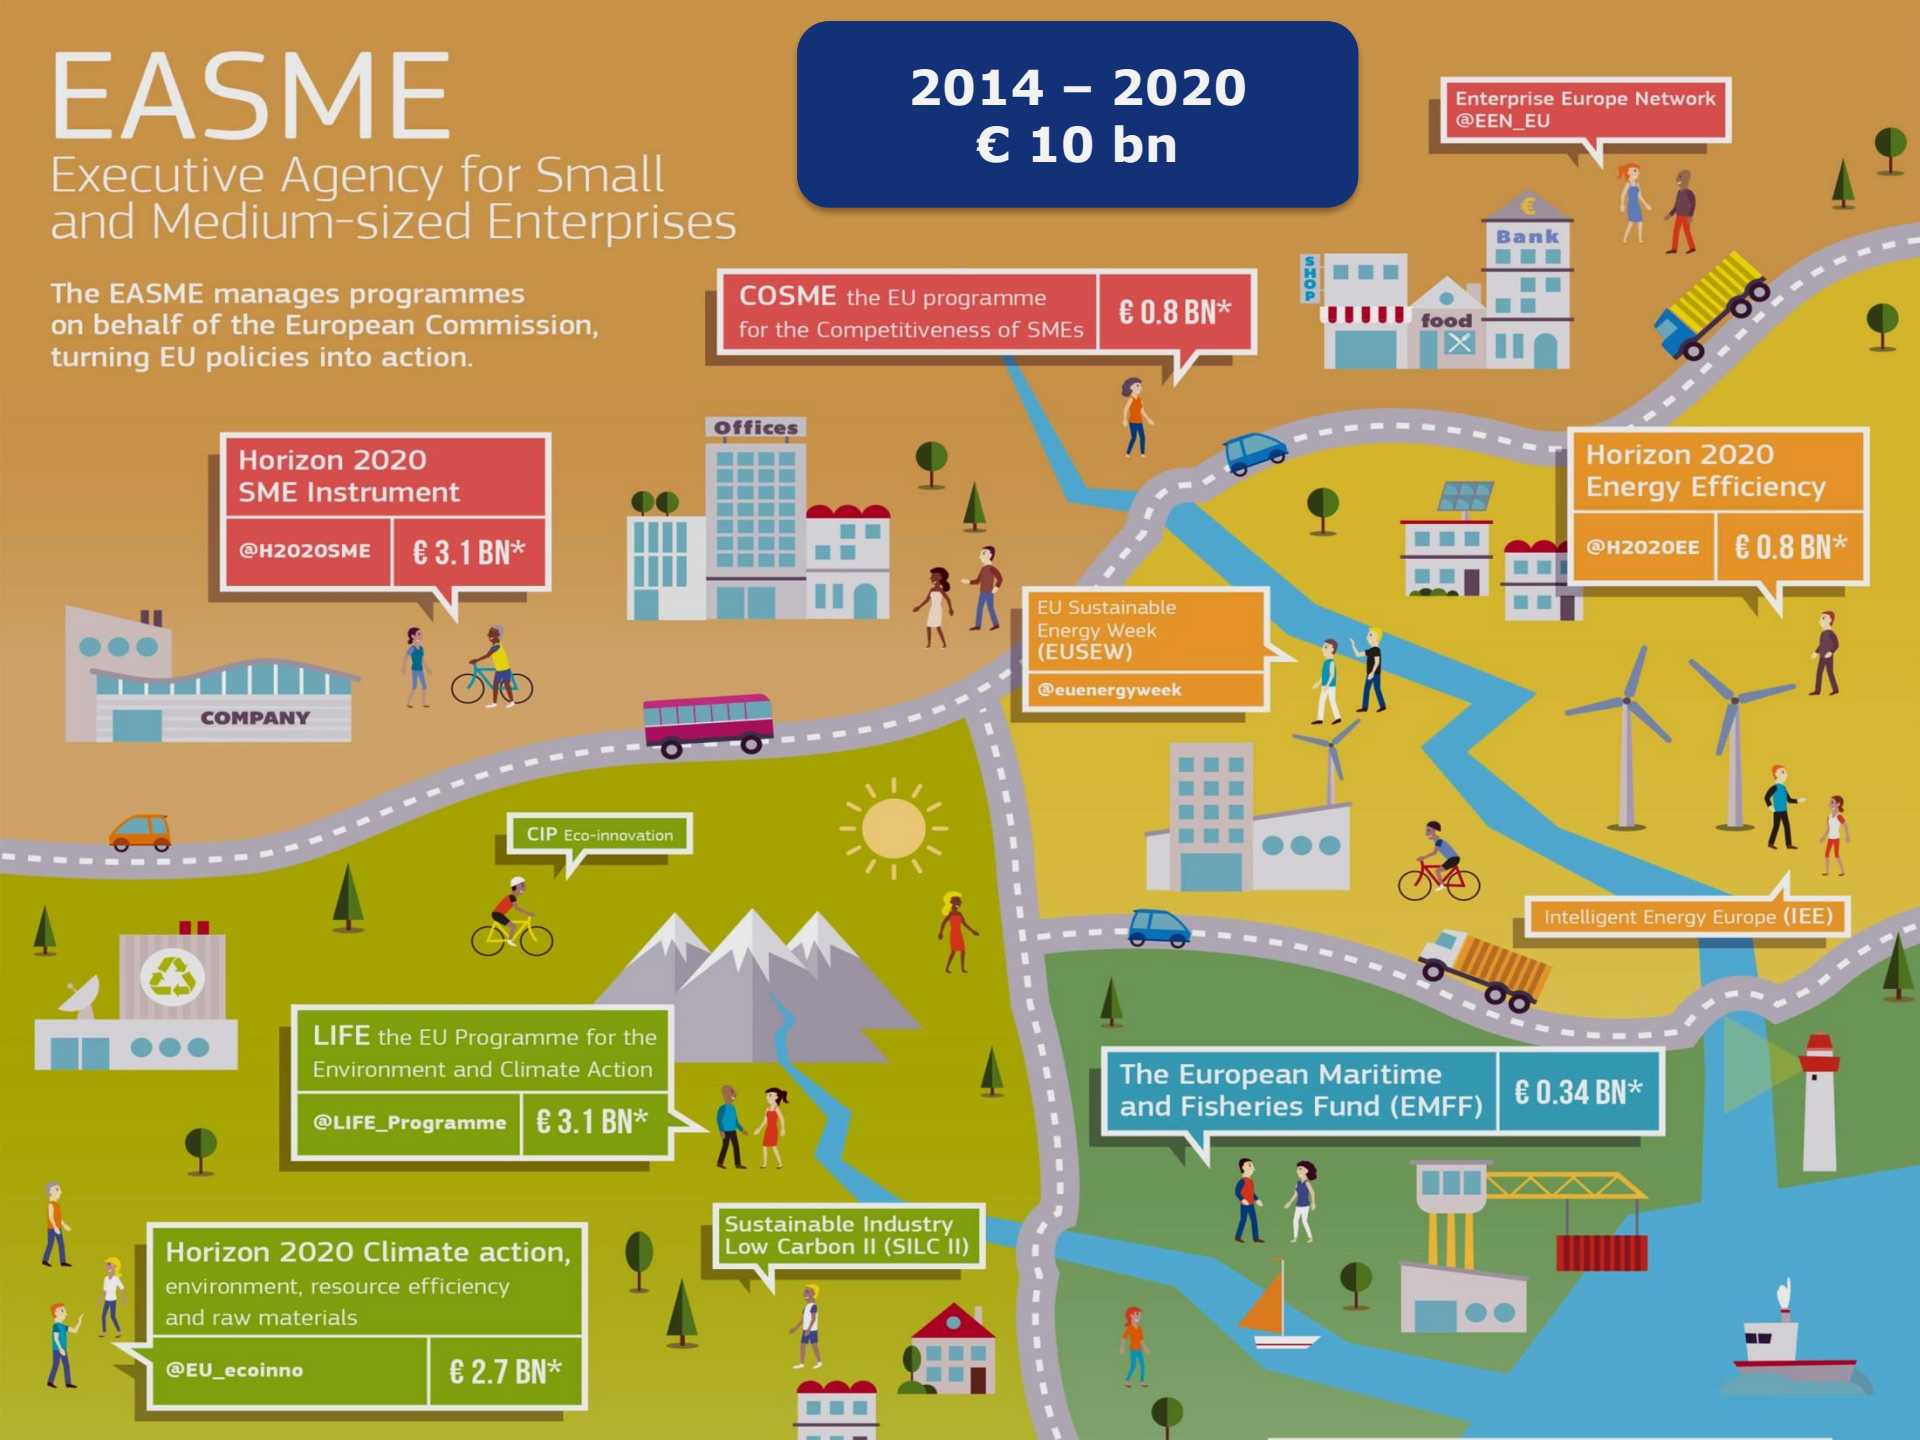 EASME
Executive Agency for Small
and Medium-sized Enterprises
The EASME manages programmes
on behalf of the European Commission,
turning EU policies into action.
2014 – 2020
€ 10 bn
Enterprise Europe Network
@EEN_EU
COSME the EU programme
for the Competitiveness of SMEs
€ 0.8 BN*
SHOP
food
€
Bank
Offices
Horizon 2020
SME Instrument
@H2020SME
€ 3.1 BN*
COMPANY
Horizon 2020
Energy Efficiency
@H2020EE
€ 0.8 BN*
EU Sustainable
Energy Week
(EUSEW)
@euenergyweek
CIP Eco-innovation
Intelligent Energy Europe (IEE)
LIFE the EU Programme for the
Environment and Climate Action
@LIFE_Programme
€ 3.1 BN*
The European Maritime
and Fisheries Fund (EMFF)
€ 0.34 BN*
Sustainable Industry
Low Carbon II (SILC II)
Horizon 2020 Climate action,
environment, resource efficiency
and raw materials
@EU_ecoinno
€ 2.7 BN*